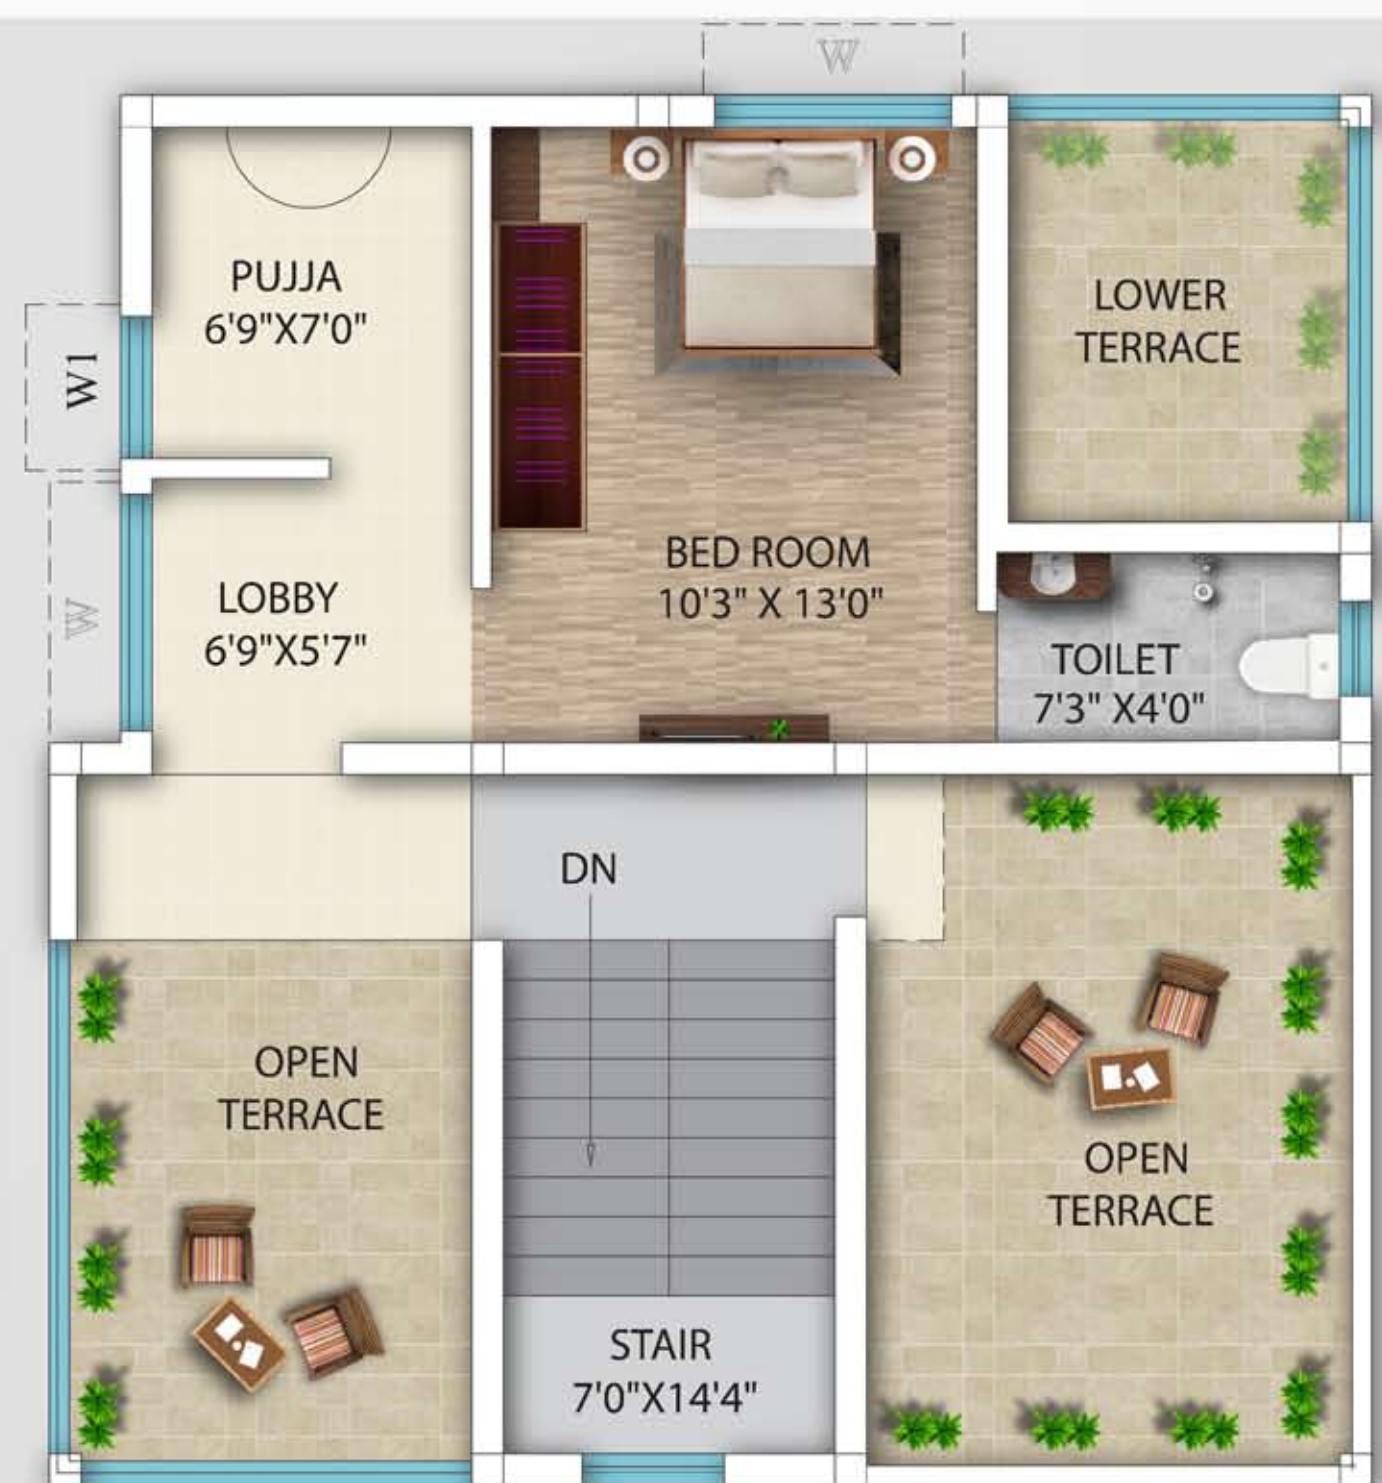 W
PUJJA
6'9"X7'0"
LOWER
TERRACE
W1
BED ROOM
10'3" X 13'0"
LOBBY
6'9"X5'7"
W
TOILET
7'3" X4'0"
DN
OPEN
TERRACE
OPEN
TERRACE
STAIR
7'0"X14'4"